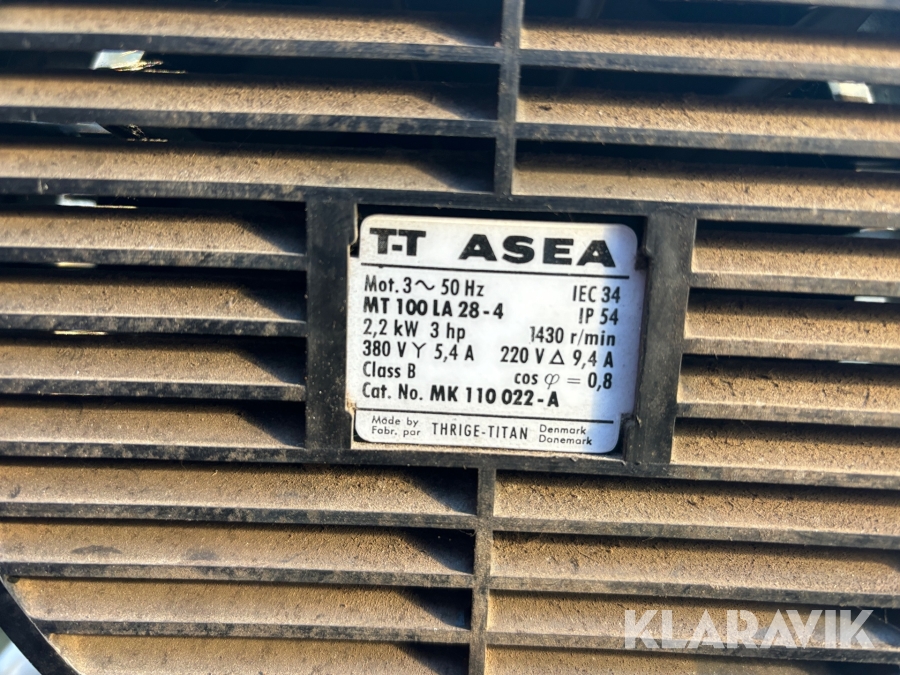 T-T ASEA
Mot. 3~ 50 Hz IEC 34
MT 100 LA 28-4 IP 54
2,2 kW 3 hp 1430 r/min
380 V Y 5,4 A 220 V Δ 9,4 A
Class B cos φ = 0,8
Cat. No. MK 110 022-A
Made by THRIGE-TITAN Denmark
Fabr. par Danemark
KLARAVIK